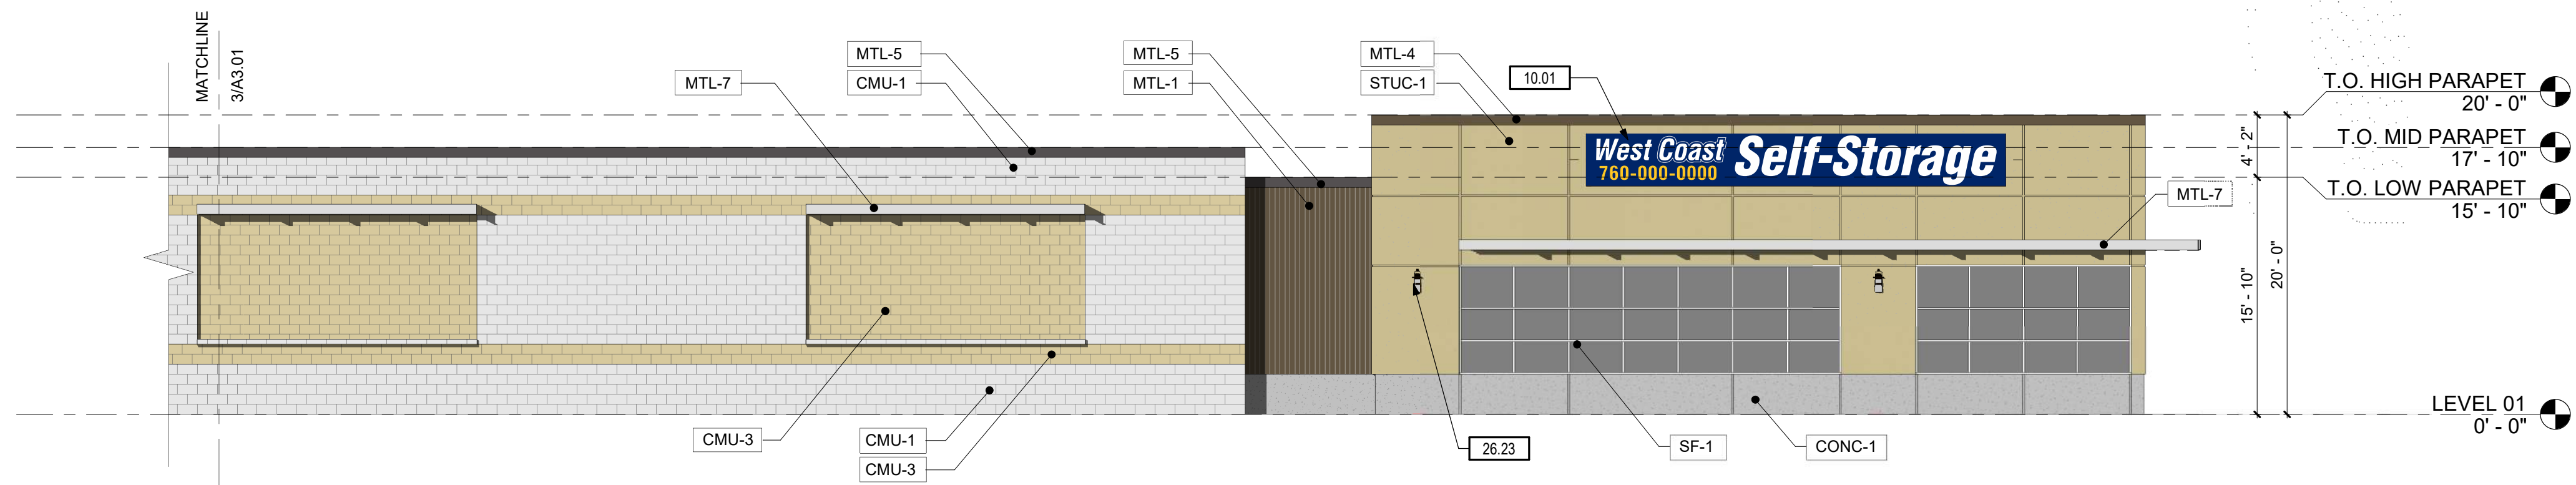 MATCHLINE
3/A3.01
MTL-7
MTL-5
CMU-1
MTL-5
MTL-1
MTL-4
STUC-1
10.01
West Coast
760-000-0000
Self-Storage
T.O. HIGH PARAPET
20' - 0"
T.O. MID PARAPET
17' - 10"
T.O. LOW PARAPET
15' - 10"
MTL-7
4' - 2"
15' - 10"
20' - 0"
LEVEL 01
0' - 0"
CMU-3
CMU-1
CMU-3
26.23
SF-1
CONC-1